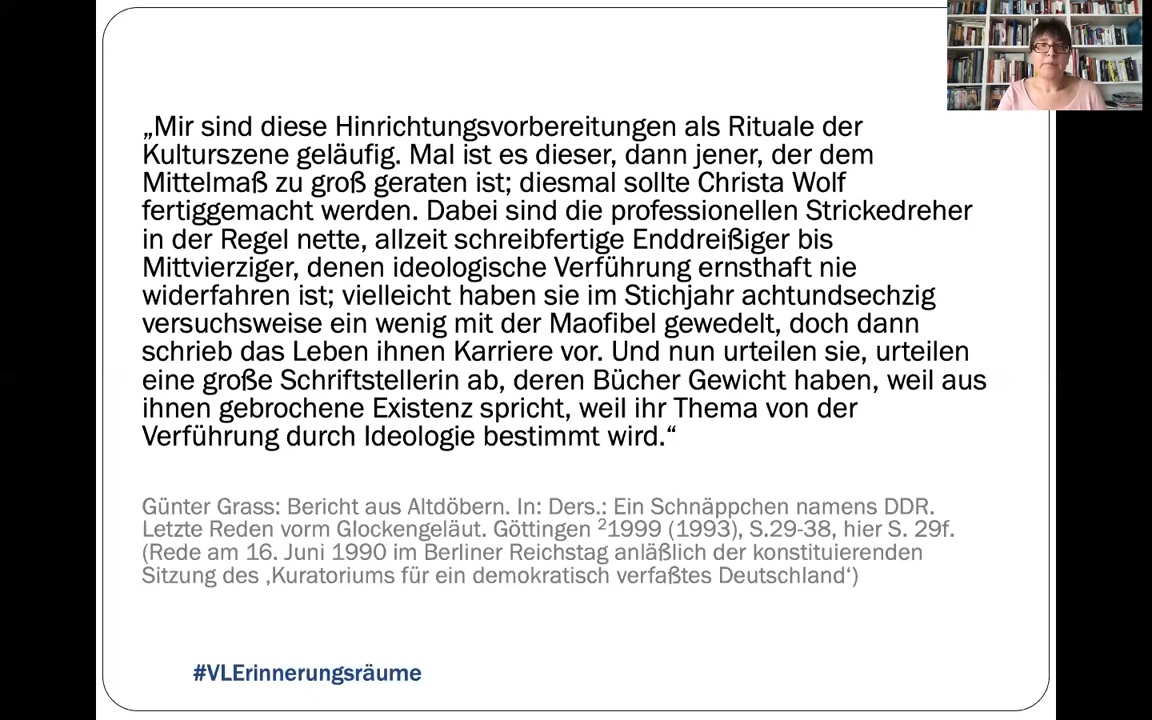 „Mir sind diese Hinrichtungsvorbereitungen als Rituale der
Kulturszene geläufig. Mal ist es dieser, dann jener, der dem
Mittelmaß zu groß geraten ist; diesmal sollte Christa Wolf
fertiggemacht werden. Dabei sind die professionellen Strickedreher
in der Regel nette, allzeit schreibfertige Enddreißiger bis
Mittvierziger, denen ideologische Verführung ernsthaft nie
widerfahren ist; vielleicht haben sie im Stichjahr achtundsechzig
versuchsweise ein wenig mit der Maofibel gewedelt, doch dann
schrieb das Leben ihnen Karriere vor. Und nun urteilen sie, urteilen
eine große Schriftstellerin ab, deren Bücher Gewicht haben, weil aus
ihnen gebrochene Existenz spricht, weil ihr Thema von der
Verführung durch Ideologie bestimmt wird.“
Günter Grass: Bericht aus Altdöbern. In: Ders.: Ein Schnäppchen namens DDR.
Letzte Reden vorm Glockengeläut. Göttingen ²1999 (1993), S.29-38, hier S. 29f.
(Rede am 16. Juni 1990 im Berliner Reichstag anläßlich der konstituierenden
Sitzung des ‚Kuratoriums für ein demokratisch verfaßtes Deutschland‘)
#VLErinnerungsräume